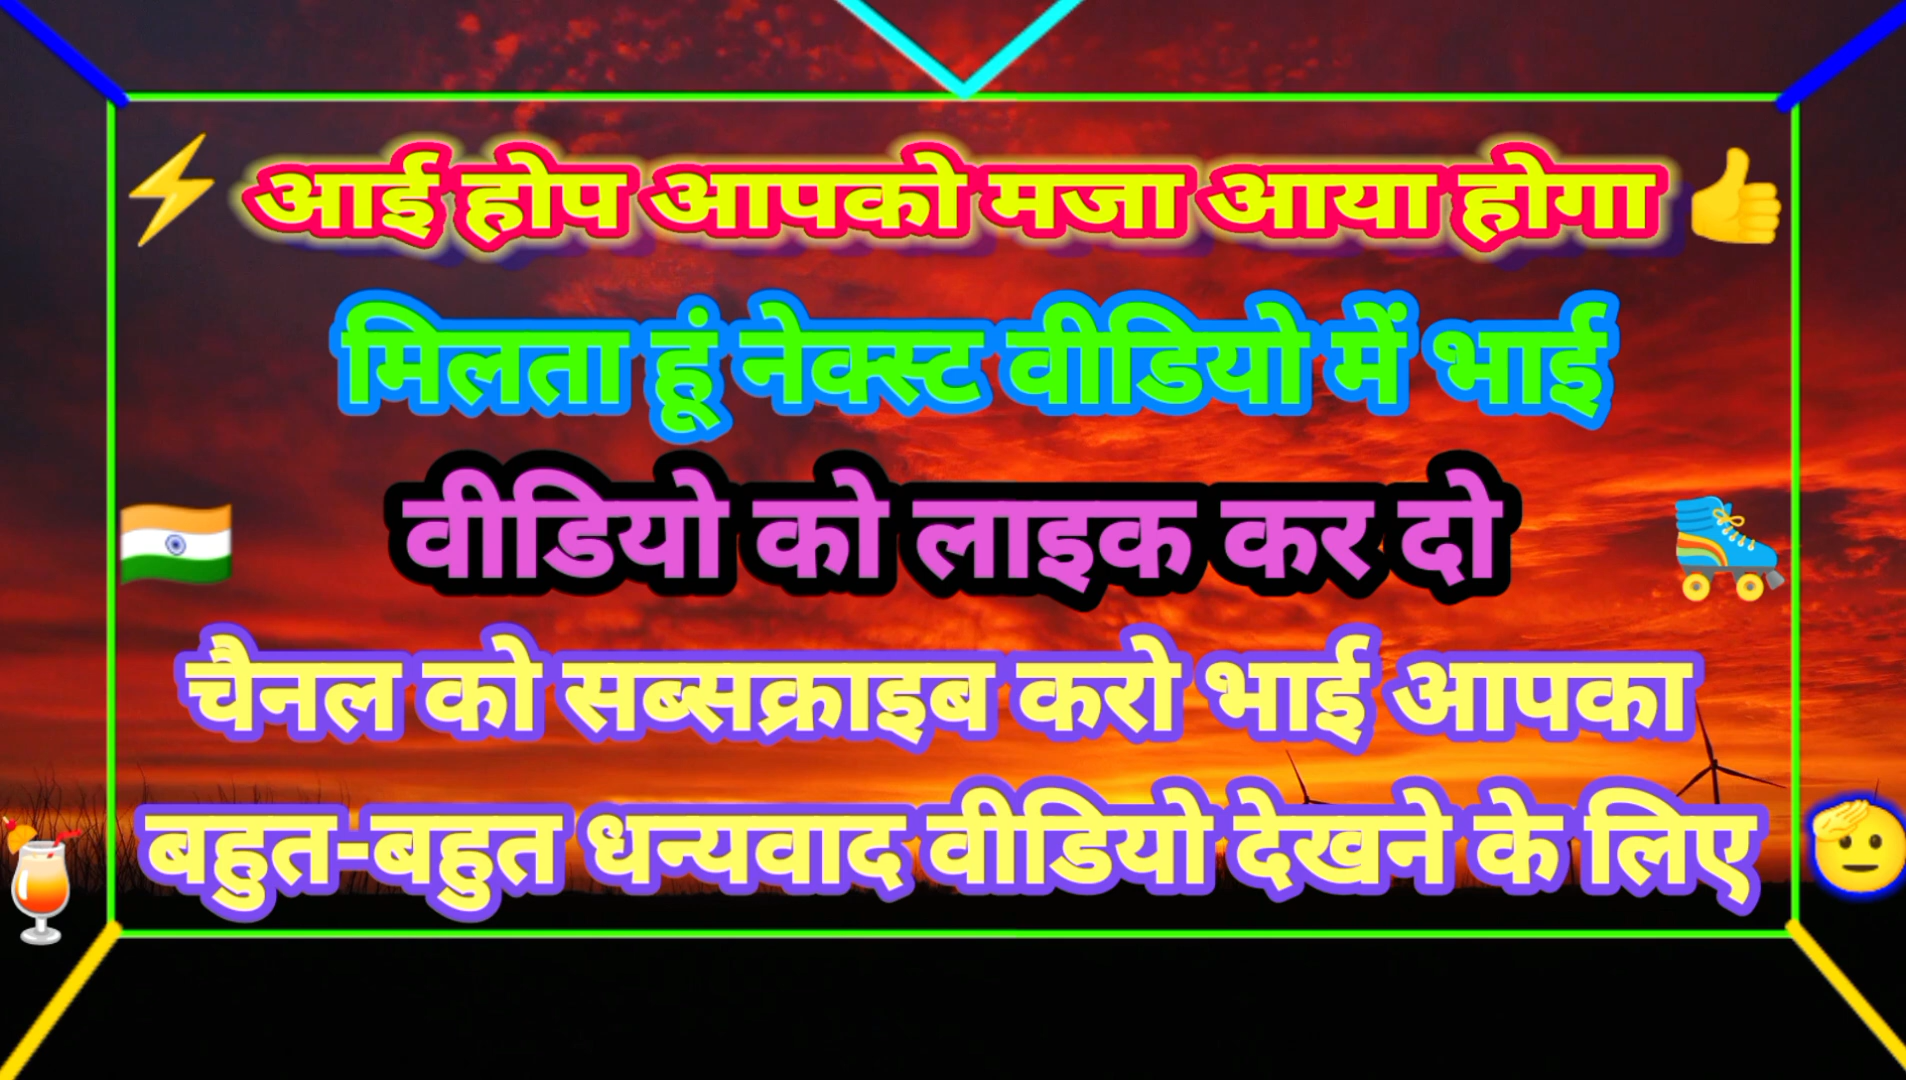 आई होप आपको मजा आया होगा
मिलता हूं नेक्स्ट वीडियो में भाई
वीडियो को लाइक कर दो
चैनल को सब्सक्राइब करो भाई आपका
बहुत-बहुत धन्यवाद वीडियो देखने के लिए